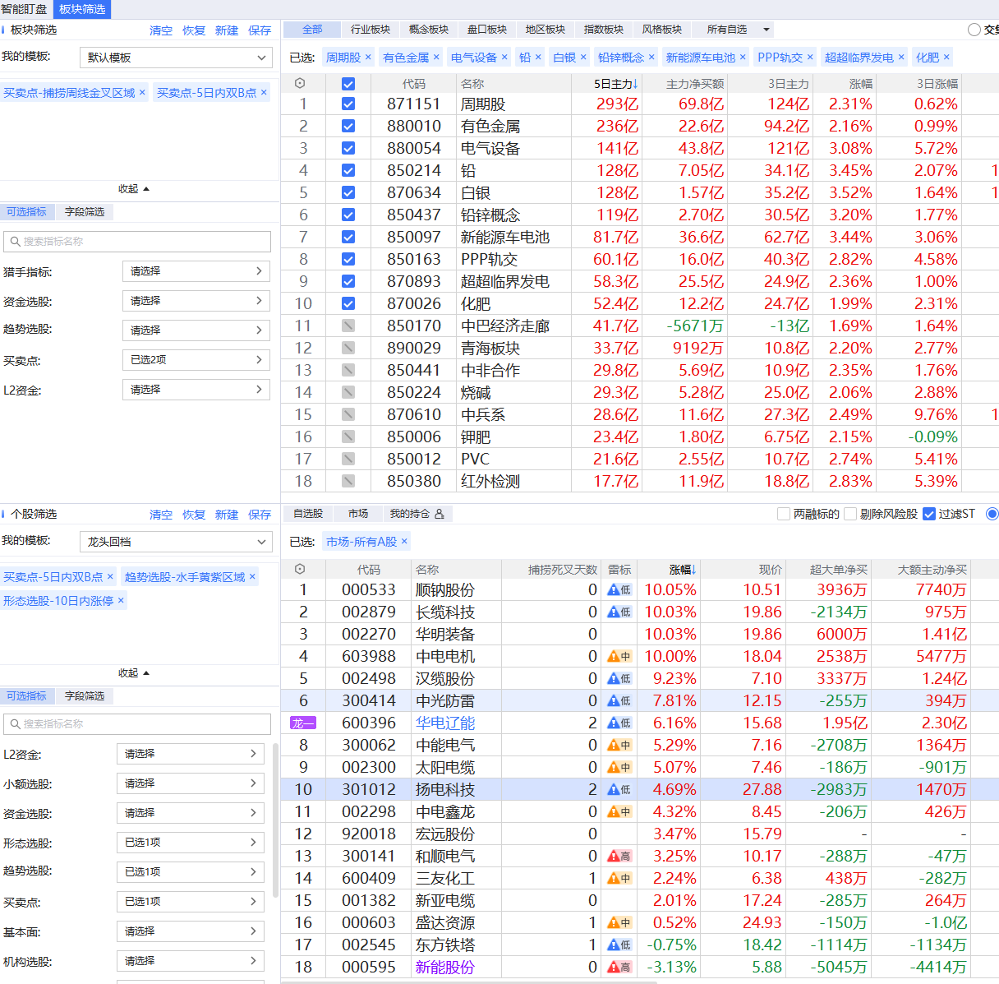 智能盯盘 板块筛选
板块筛选 清空 恢复 新建 保存
我的模板: 默认模板
买卖点-捕捞周线金叉区域 × 买卖点-5日内双B点 ×
收起
可选指标 字段筛选
搜索指标名称
猎手指标: 请选择
资金选股: 请选择
趋势选股: 请选择
买卖点: 已选2项
L2资金: 请选择
全部 行业板块 概念板块 盘口板块 地区板块 指数板块 风格板块 所有自选
已选: 周期股 × 有色金属 × 电气设备 × 铅 × 白银 × 铅锌概念 × 新能源车电池 × PPP轨交 × 超超临界发电 × 化肥 ×
代码 名称 5日主力↓ 主力净买额 3日主力 涨幅 3日涨幅
1 871151 周期股 293亿 69.8亿 124亿 2.31% 0.62%
2 880010 有色金属 236亿 22.6亿 94.2亿 2.16% 0.99%
3 880054 电气设备 141亿 43.8亿 121亿 3.08% 5.72%
4 850214 铅 128亿 7.05亿 34.1亿 3.45% 2.07% 1
5 870634 白银 128亿 1.57亿 35.2亿 3.52% 1.64% 1
6 850437 铅锌概念 119亿 2.70亿 30.5亿 3.20% 1.77%
7 850097 新能源车电池 81.7亿 36.6亿 62.7亿 3.44% 3.06%
8 850163 PPP轨交 60.1亿 16.0亿 40.3亿 2.82% 4.58%
9 870893 超超临界发电 58.3亿 25.5亿 24.9亿 2.36% 1.00%
10 870026 化肥 52.4亿 12.2亿 24.7亿 1.99% 2.31%
11 850170 中巴经济走廊 41.7亿 -5671万 -13亿 1.69% 1.64%
12 890029 青海板块 33.7亿 9192万 10.8亿 2.20% 2.77%
13 850441 中非合作 29.8亿 5.69亿 10.9亿 2.35% 1.76%
14 850224 烧碱 29.3亿 5.28亿 25.0亿 2.06% 2.88%
15 870610 中兵系 28.6亿 11.6亿 27.3亿 2.49% 9.76% 1
16 850006 钾肥 23.4亿 1.80亿 6.75亿 2.15% -0.09%
17 850012 PVC 21.6亿 2.55亿 10.7亿 2.74% 5.41%
18 850380 红外检测 17.7亿 11.9亿 18.8亿 2.83% 5.39%
个股筛选 清空 恢复 新建 保存
我的模板: 龙头回档
买卖点-5日内双B点 × 趋势选股-水手黄紫区域 ×
形态选股-10日内涨停 ×
收起
可选指标 字段筛选
搜索指标名称
L2资金: 请选择
小额选股: 请选择
资金选股: 请选择
形态选股: 已选1项
趋势选股: 已选1项
买卖点: 已选1项
基本面: 请选择
机构选股: 请选择
自选股 市场 我的持仓 两融标的 剔除风险股 过滤ST
已选: 市场-所有A股 ×
代码 名称 捕捞死叉天数 雷标 涨幅↓ 现价 超大单净买 大额主动净买
1 000533 顺钠股份 0 低 10.05% 10.51 3936万 7740万
2 002879 长缆科技 0 低 10.03% 19.86 -2134万 975万
3 002270 华明装备 0 10.03% 19.86 6000万 1.41亿
4 603988 中电电机 0 中 10.00% 18.04 2538万 5477万
5 002498 汉缆股份 0 低 9.23% 7.10 3337万 1.24亿
6 300414 中光防雷 0 低 7.81% 12.15 -255万 394万
龙一 600396 华电辽能 2 低 6.16% 15.68 1.95亿 2.30亿
8 300062 中能电气 0 中 5.29% 7.16 -2708万 1364万
9 002300 太阳电缆 0 中 5.07% 7.46 -186万 -901万
10 301012 扬电科技 2 低 4.69% 27.88 -2983万 1470万
11 002298 中电鑫龙 0 中 4.32% 8.45 -206万 426万
12 920018 宏远股份 0 3.47% 15.79 - -
13 300141 和顺电气 0 高 3.25% 10.17 -288万 -47万
14 600409 三友化工 1 中 2.24% 6.38 438万 -282万
15 001382 新亚电缆 0 2.01% 17.24 -285万 264万
16 000603 盛达资源 1 中 0.52% 24.93 -150万 -1.0亿
17 002545 东方铁塔 1 低 -0.75% 18.42 -1114万 -1134万
18 000595 新能股份 0 高 -3.13% 5.88 -5045万 -4414万